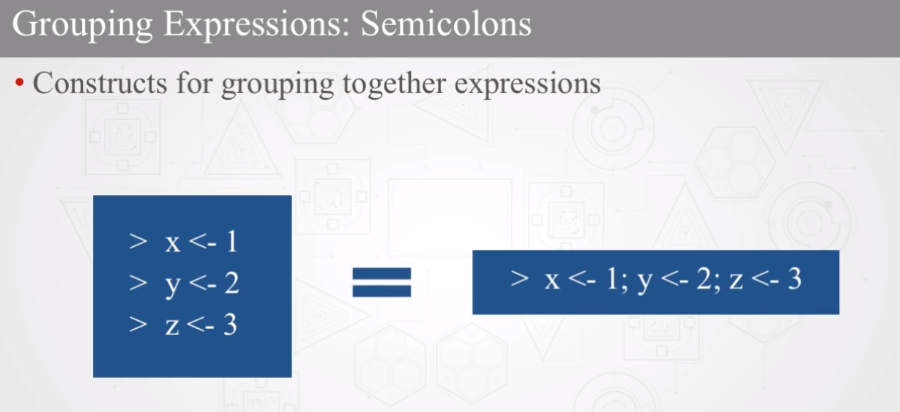 Grouping Expressions: Semicolons
• Constructs for grouping together expressions
> x <- 1
> y <- 2
> z <- 3
=
> x <- 1; y <- 2; z <- 3